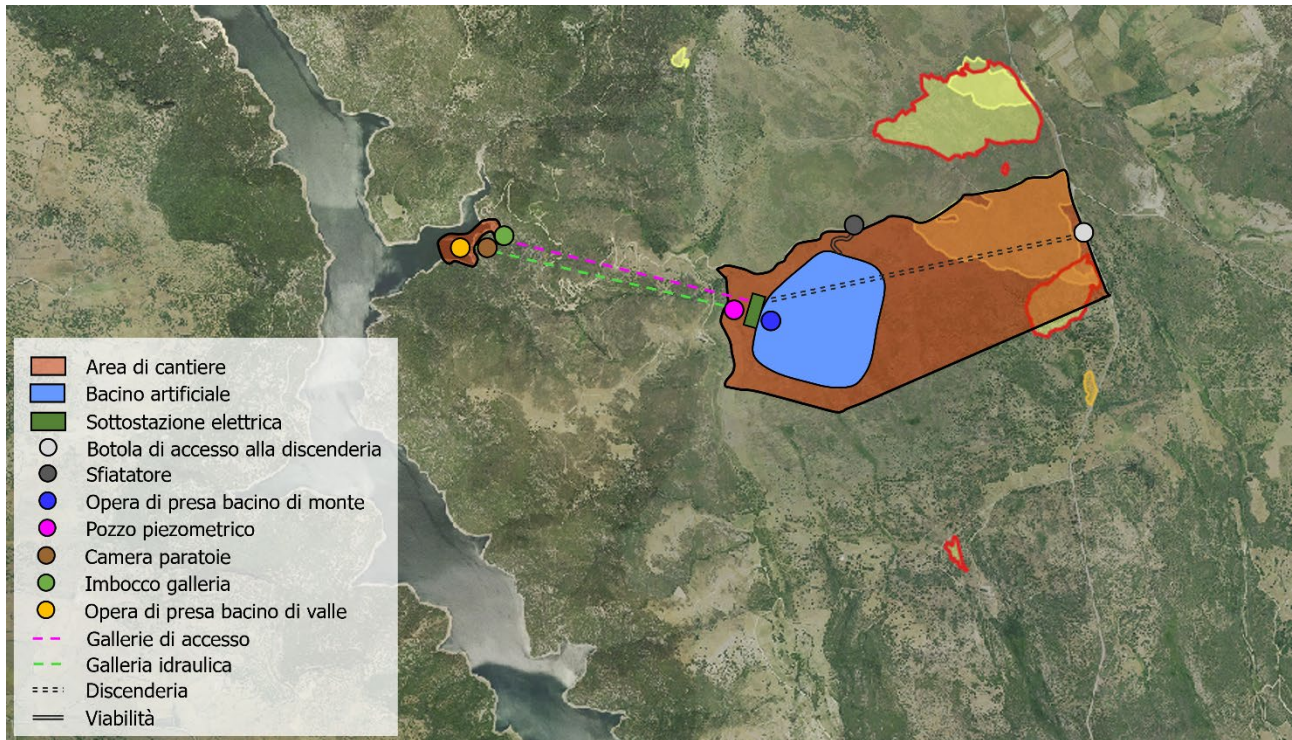 Area di cantiere
Bacino artificiale
Sottostazione elettrica
Botola di accesso alla discenderia
Sfiatatore
Opera di presa bacino di monte
Pozzo piezometrico
Camera paratoie
Imbocco galleria
Opera di presa bacino di valle
Gallerie di accesso
Galleria idraulica
Discenderia
Viabilità